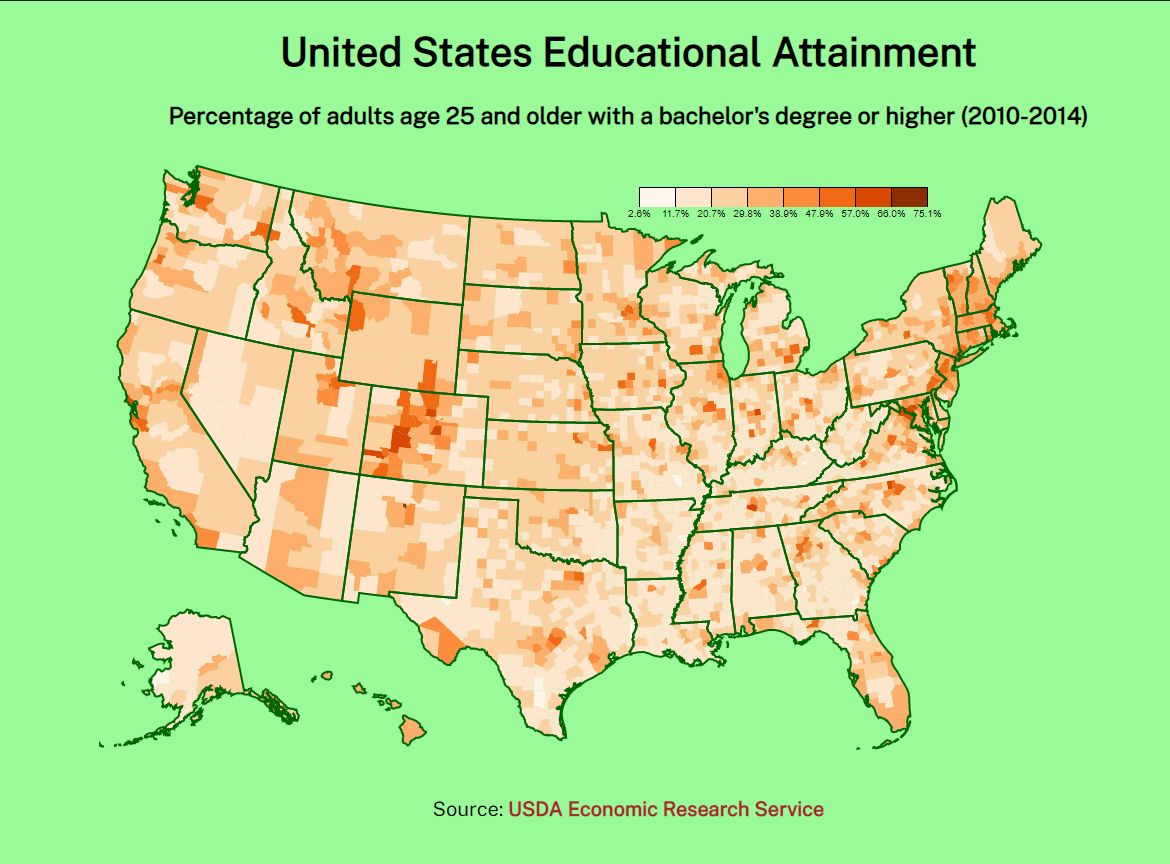 United States Educational Attainment
Percentage of adults age 25 and older with a bachelor's degree or higher (2010-2014)
2.6% 11.7% 20.7% 29.8% 38.9% 47.9% 57.0% 66.0% 75.1%
Source: USDA Economic Research Service